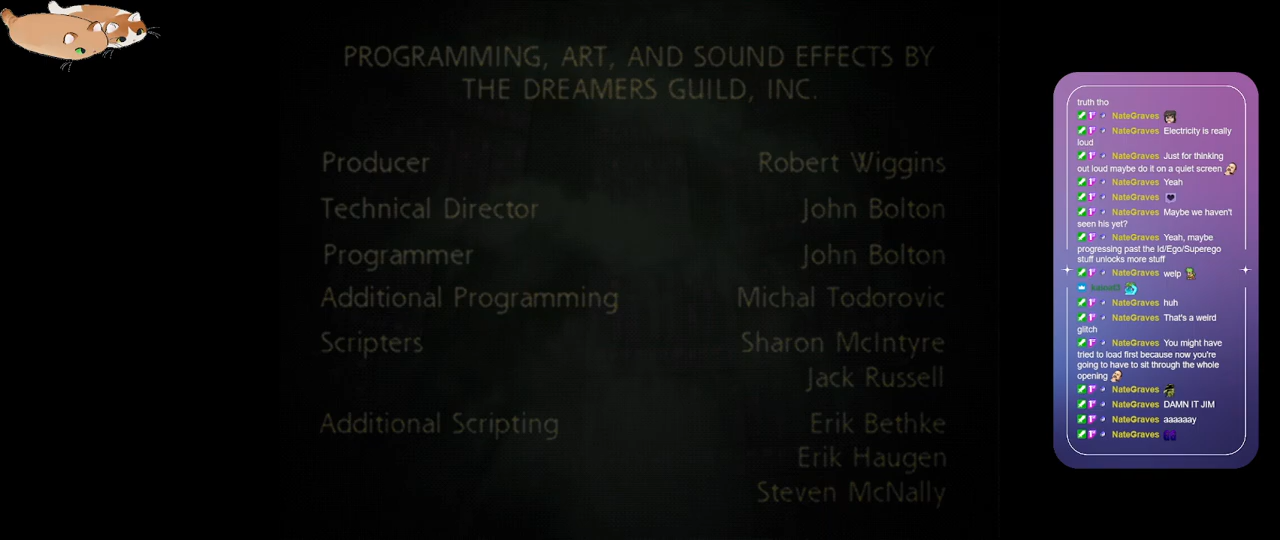 PROGRAMMING, ART, AND SOUND EFFECTS BY
THE DREAMERS GUILD, INC.
Producer Robert Wiggins
Technical Director John Bolton
Programmer John Bolton
Additional Programming Michal Todorovic
Scripters Sharon McIntyre
Jack Russell
Additional Scripting Erik Bethke
Erik Haugen
Steven McNally
truth tho
NateGraves
NateGraves Electricity is really
loud
NateGraves Just for thinking
out loud maybe do it on a quiet screen
NateGraves Yeah
NateGraves
NateGraves Maybe we haven't
seen his yet?
NateGraves Yeah, maybe
progressing past the Id/Ego/Superego
stuff unlocks more stuff
NateGraves welp
NateGraves huh
NateGraves That's a weird
glitch
NateGraves You might have
tried to load first because now you're
going to have to sit through the whole
opening
NateGraves
NateGraves DAMN IT JIM
NateGraves aaaaaay
NateGraves